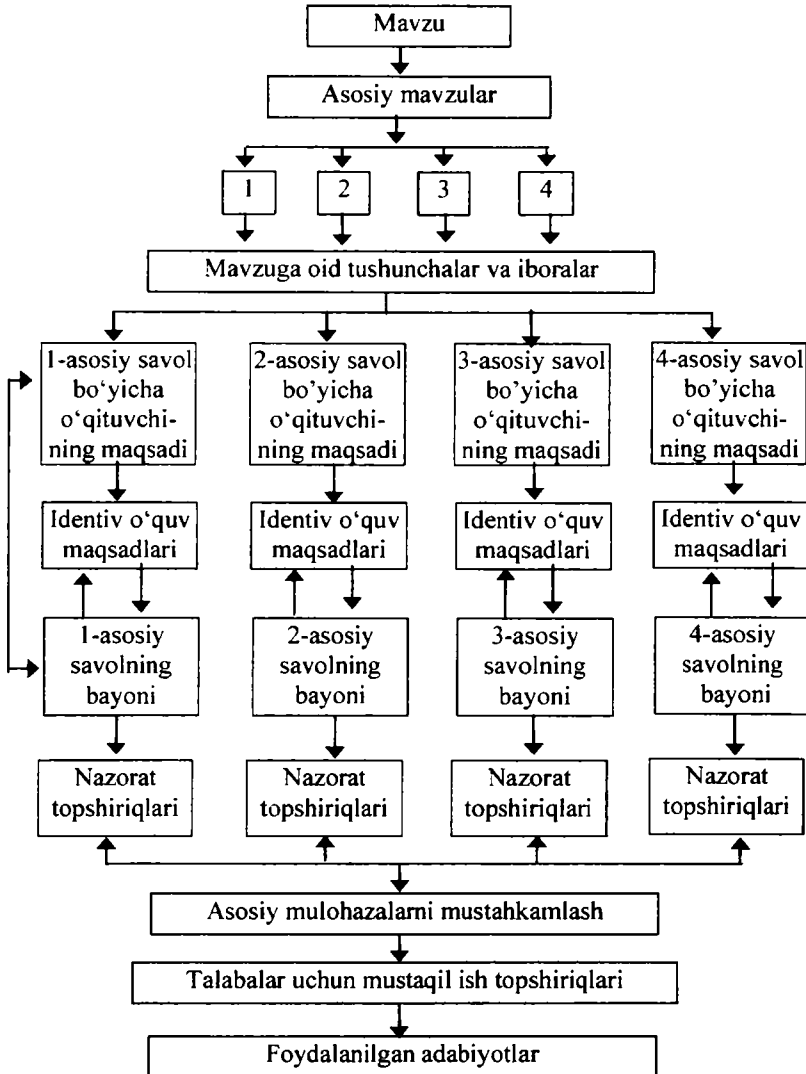 Mavzu
Asosiy mavzular
1 2 3 4
Mavzuga oid tushunchalar va iboralar
1-asosiy savol
bo‘yicha
o‘qituvchi-
ning maqsadi
2-asosiy savol
bo’yicha
o‘qituvchi-
ning maqsadi
3-asosiy savol
bo’yicha
o‘qituvchi-
ning maqsadi
4-asosiy savol
bo’yicha
o‘qituvchi-
ning maqsadi
Identiv o‘quv
maqsadlari
Identiv o‘quv
maqsadlari
Identiv o‘quv
maqsadlari
Identiv o‘quv
maqsadlari
1-asosiy
savolning
bayoni
2-asosiy
savolning
bayoni
3-asosiy
savolning
bayoni
4-asosiy
savolning
bayoni
Nazorat
topshiriqlari
Nazorat
topshiriqlari
Nazorat
topshiriqlari
Nazorat
topshiriqlari
Asosiy mulohazalarni mustahkamlash
Talabalar uchun mustaqil ish topshiriqlari
Foydalanilgan adabiyotlar